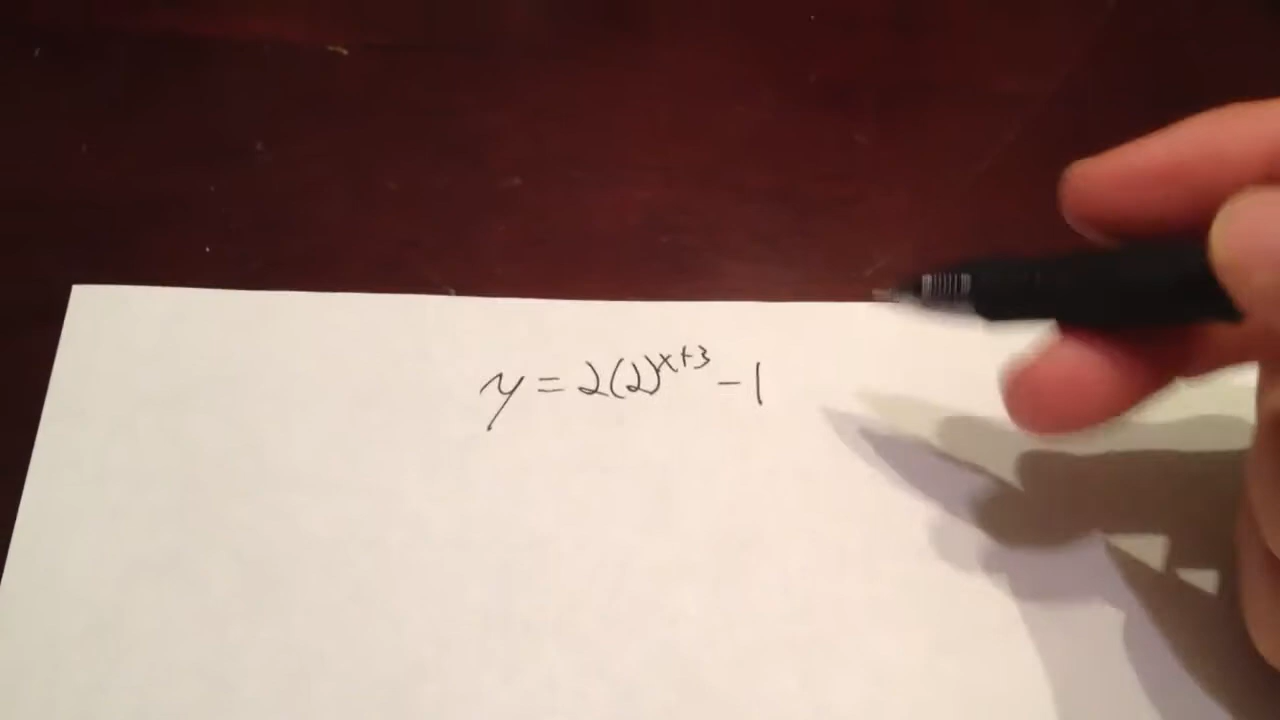 y = 2(2)^{x+3} - 1